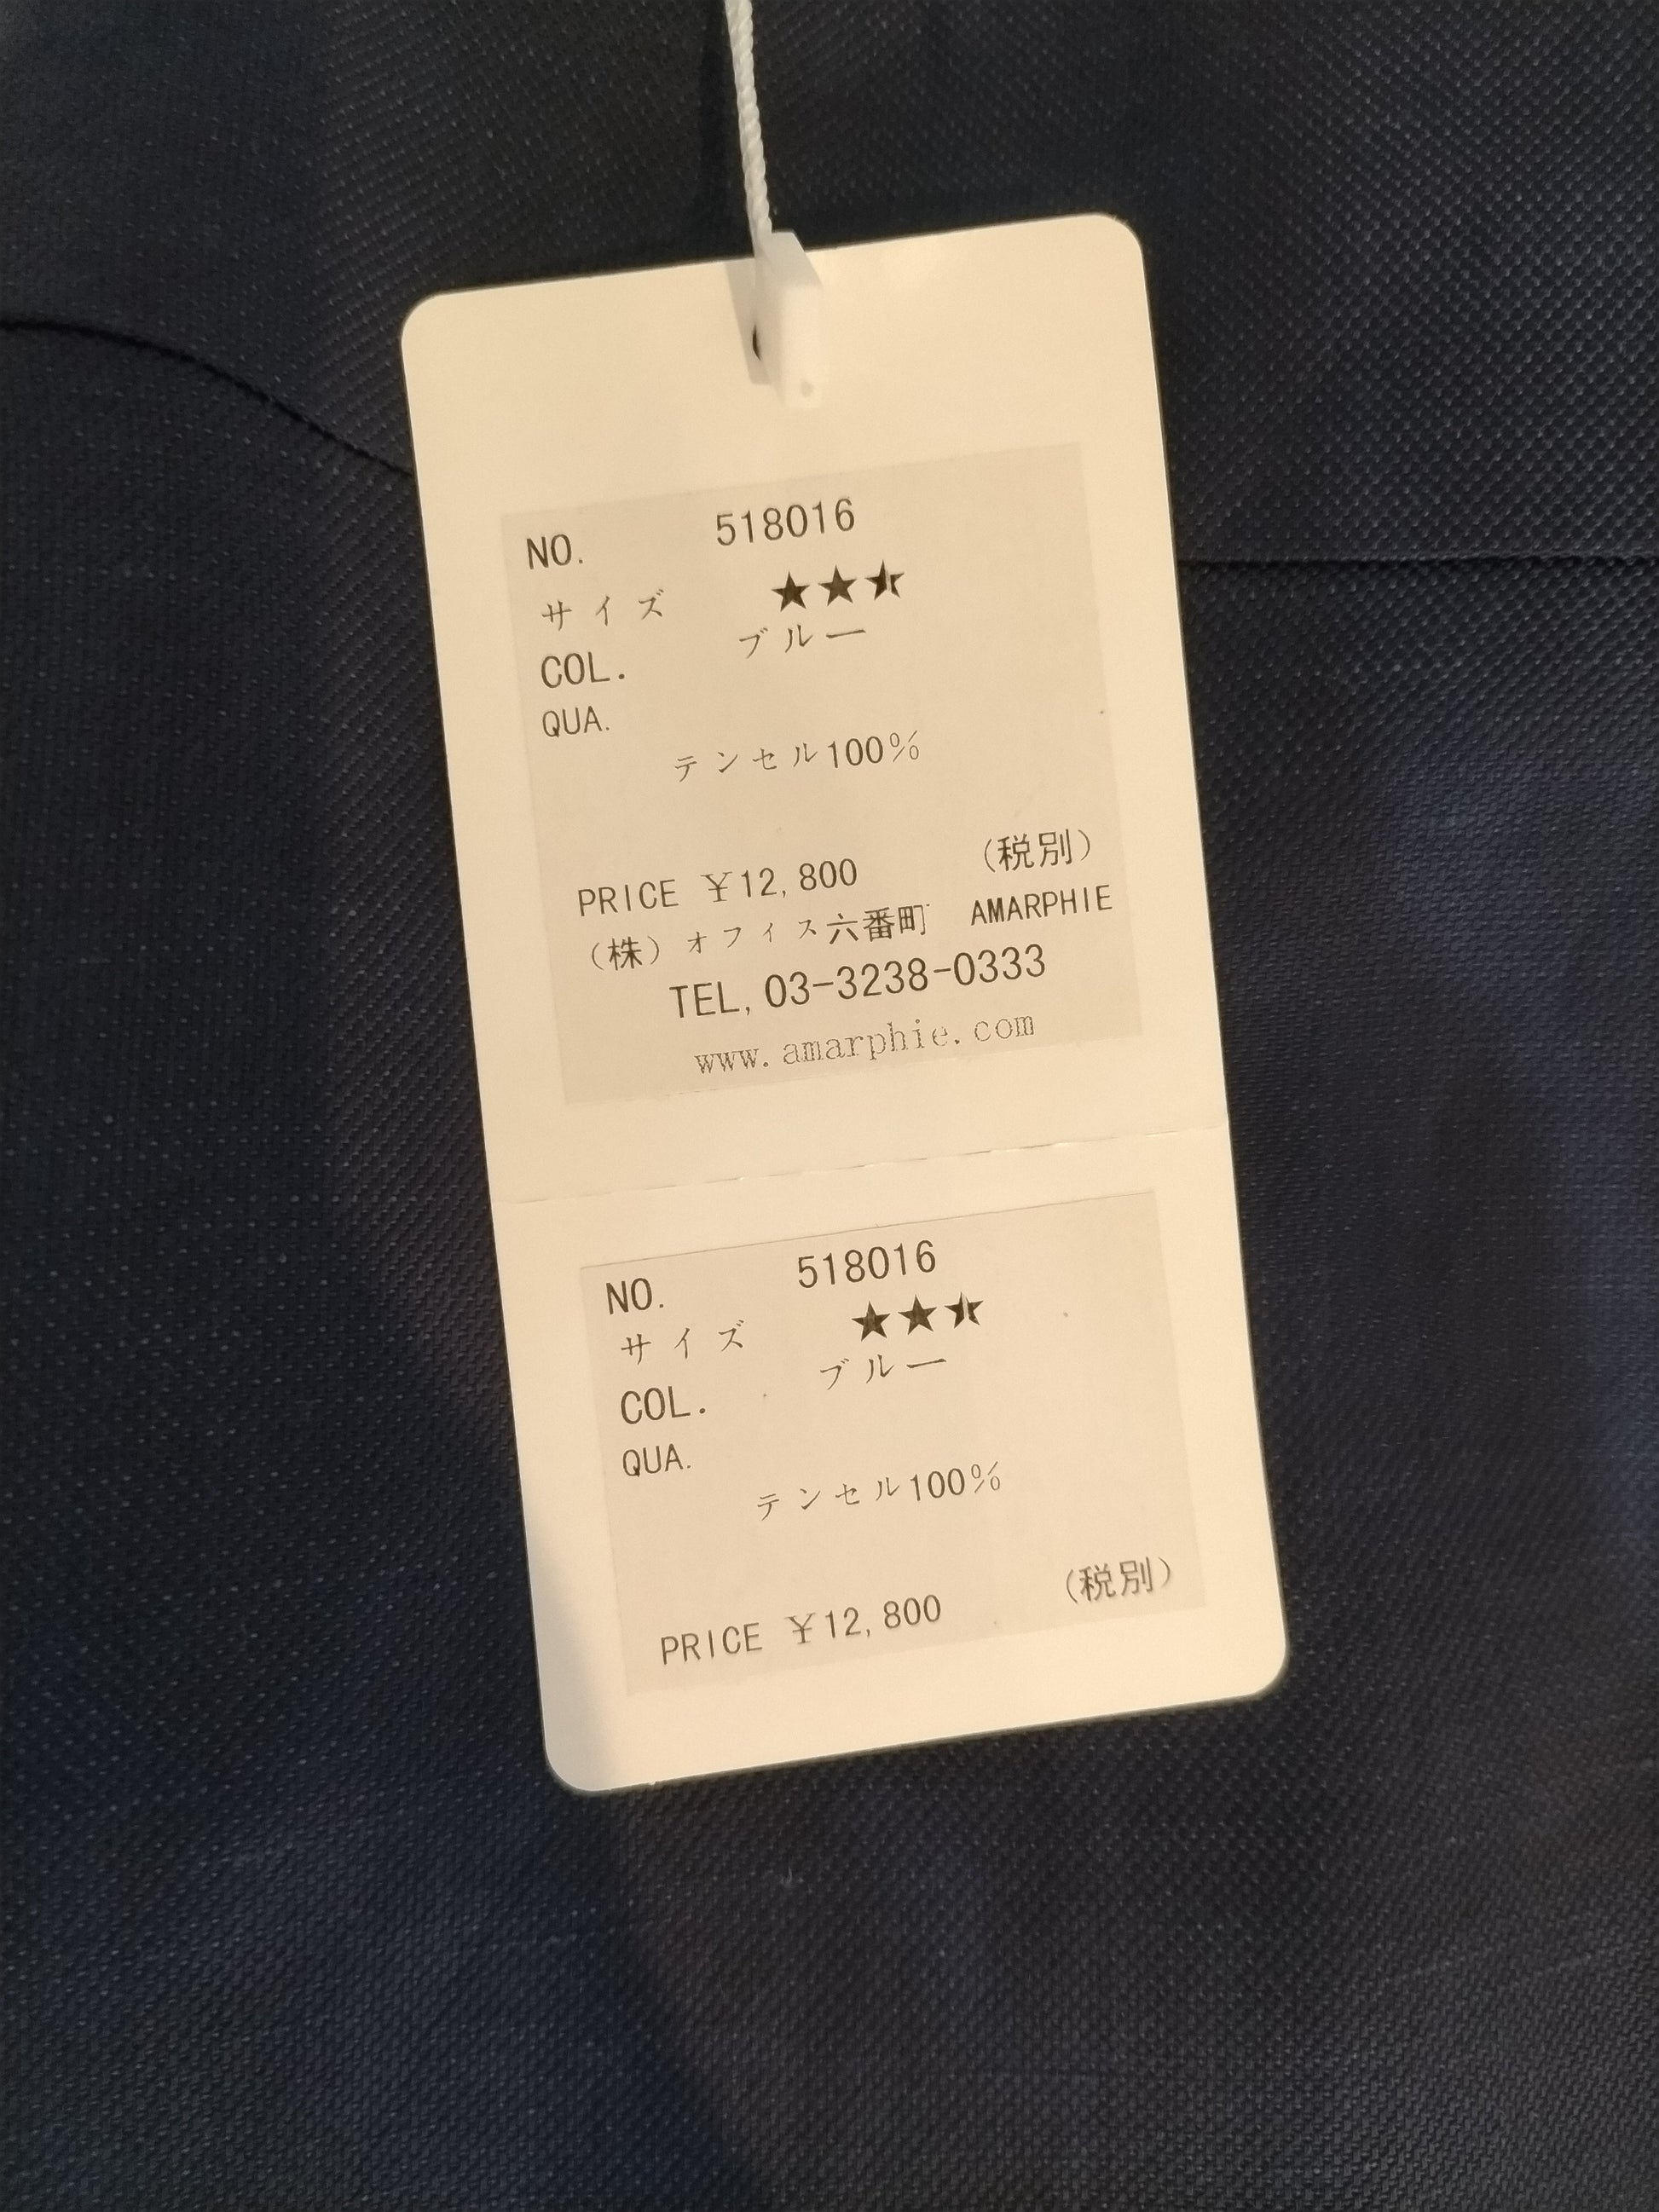 NO. 518016
サイズ ★★★
COL. ブルー
QUA.
テンセル100%
PRICE ¥12,800 (税別)
(株)オフィス六番町 AMARPHIE
TEL, 03-3238-0333
www.amarphie.com
NO. 518016
サイズ ★★★
COL. ブルー
QUA.
テンセル100%
PRICE ¥12,800 (税別)